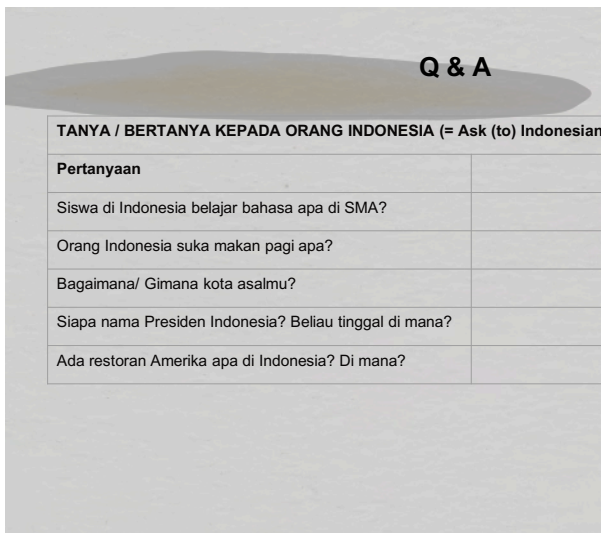 Q & A
TANYA / BERTANYA KEPADA ORANG INDONESIA (= Ask (to) Indonesian
Pertanyaan
Siswa di Indonesia belajar bahasa apa di SMA?
Orang Indonesia suka makan pagi apa?
Bagaimana/ Gimana kota asalmu?
Siapa nama Presiden Indonesia? Beliau tinggal di mana?
Ada restoran Amerika apa di Indonesia? Di mana?